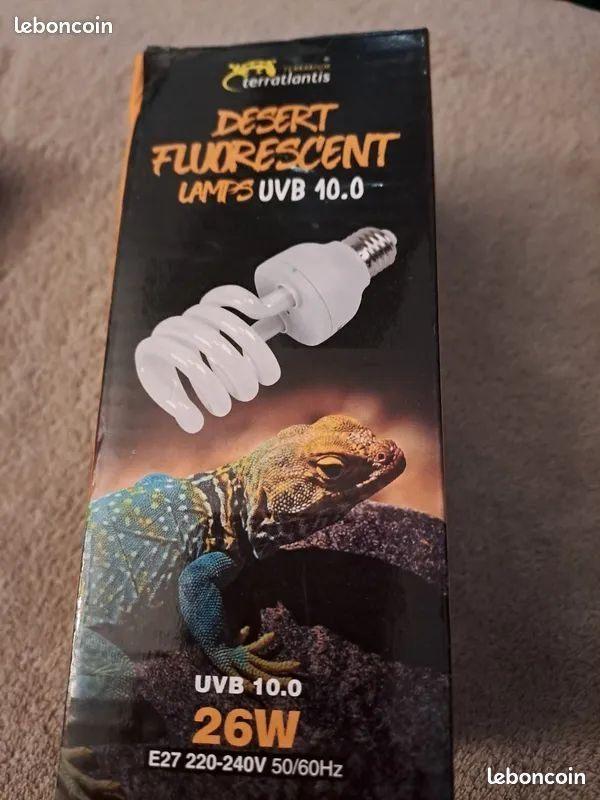 leboncoin
TERRARIUM ®
terratlantis
DESERT
FLUORESCENT
LAMPS UVB 10.0
UVB 10.0
26W
E27 220-240V 50/60Hz
leboncoin